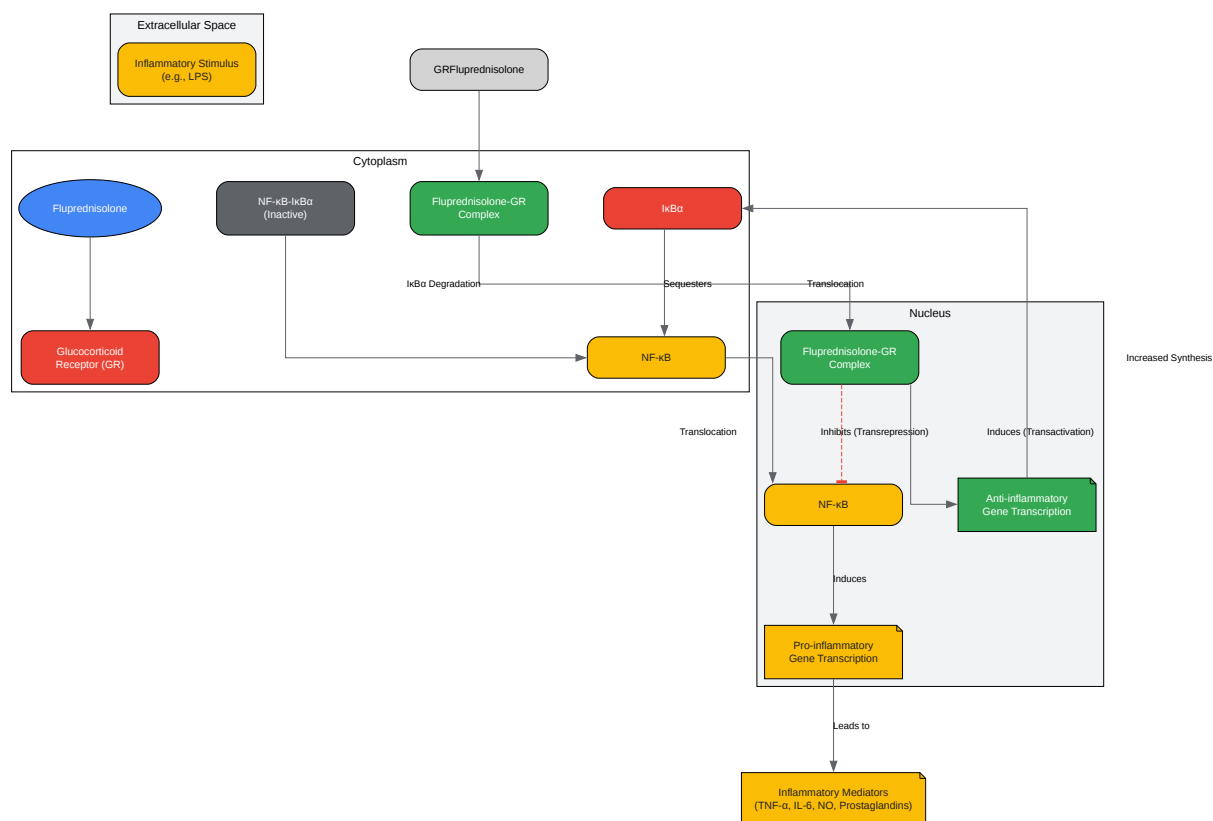 Extracellular Space
Inflammatory Stimulus
(e.g., LPS)
GRFluprednisolone
Cytoplasm
Fluprednisolone
NF-κB-IκBα
(Inactive)
Fluprednisolone-GR
Complex
IκBα
IκBα Degradation
Sequesters
Translocation
Nucleus
Glucocorticoid
Receptor (GR)
NF-κB
Fluprednisolone-GR
Complex
Increased Synthesis
Translocation
Inhibits (Transrepression)
Induces (Transactivation)
NF-κB
Anti-inflammatory
Gene Transcription
Induces
Pro-inflammatory
Gene Transcription
Leads to
Inflammatory Mediators
(TNF-α, IL-6, NO, Prostaglandins)